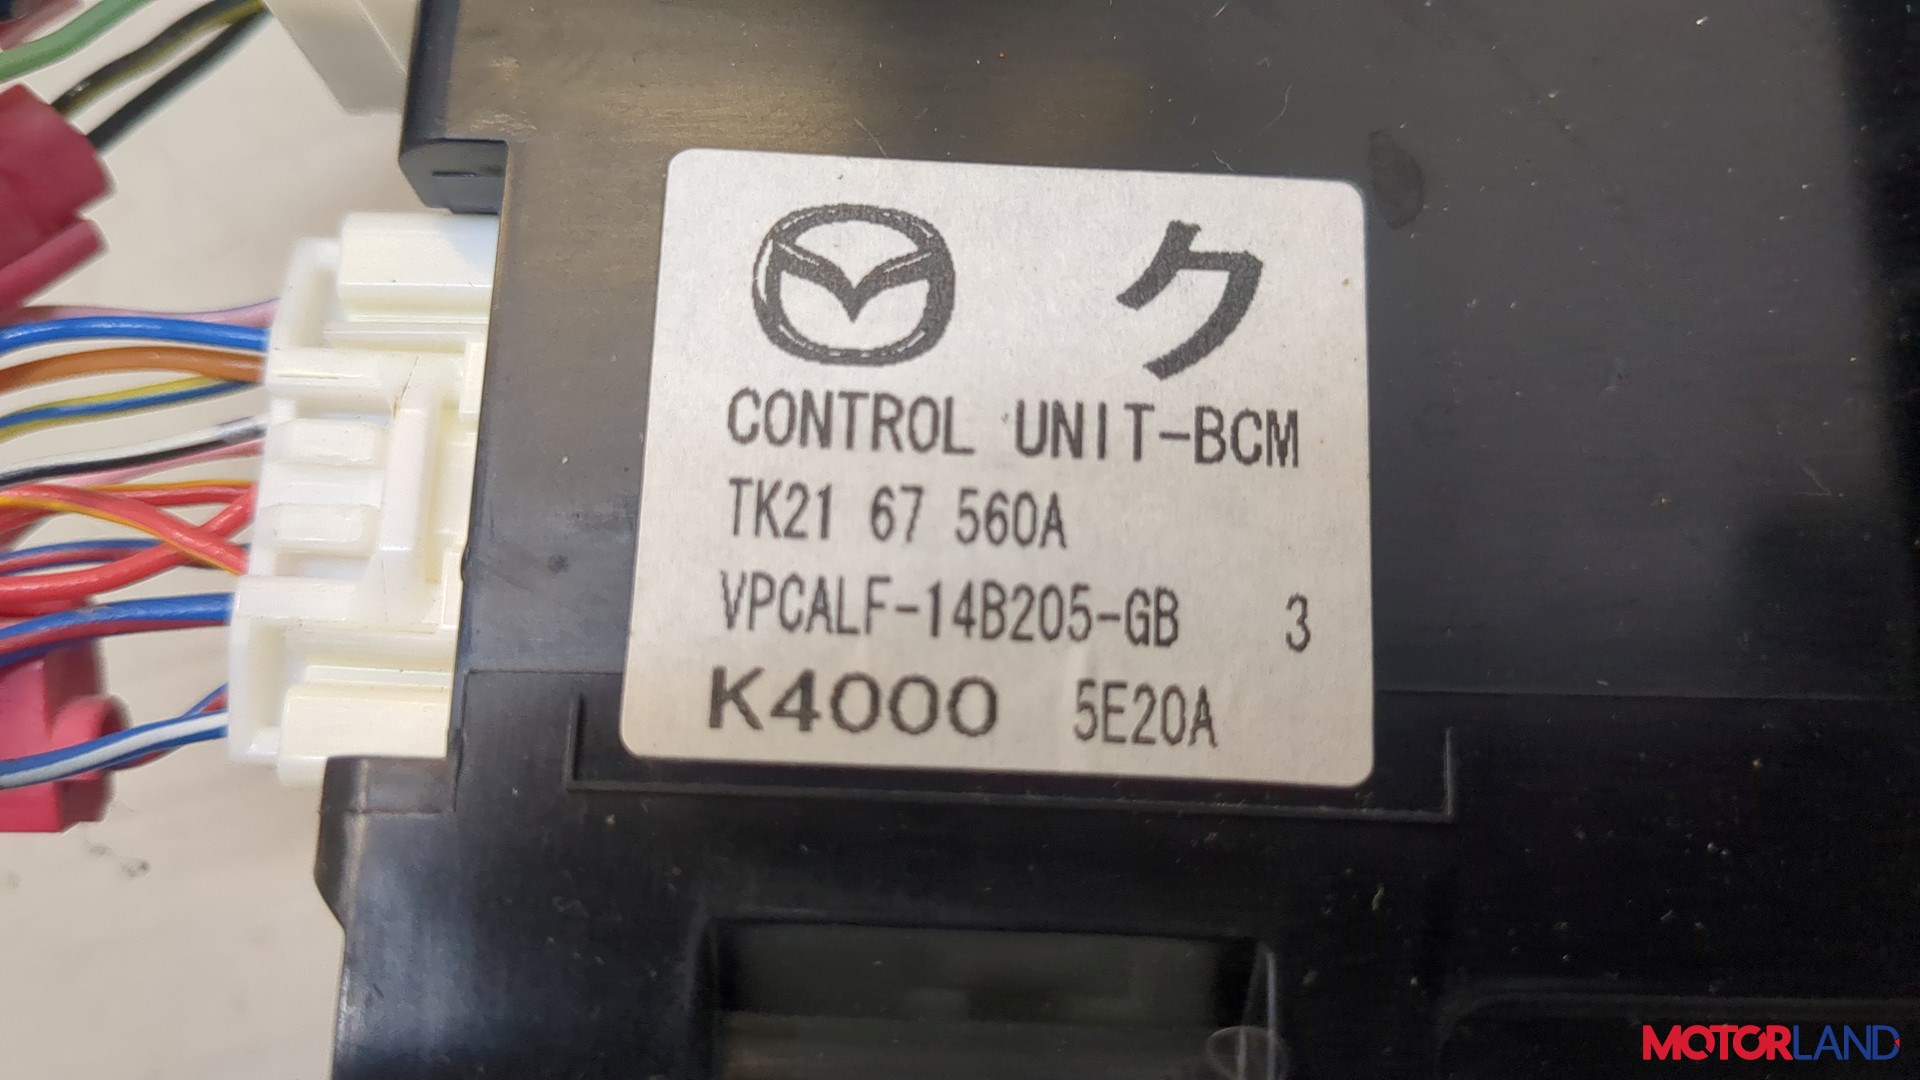 ク
CONTROL UNIT-BCM
TK21 67 560A
VPCALF-14B205-GB 3
K4000 5E20A
MOTORLAND